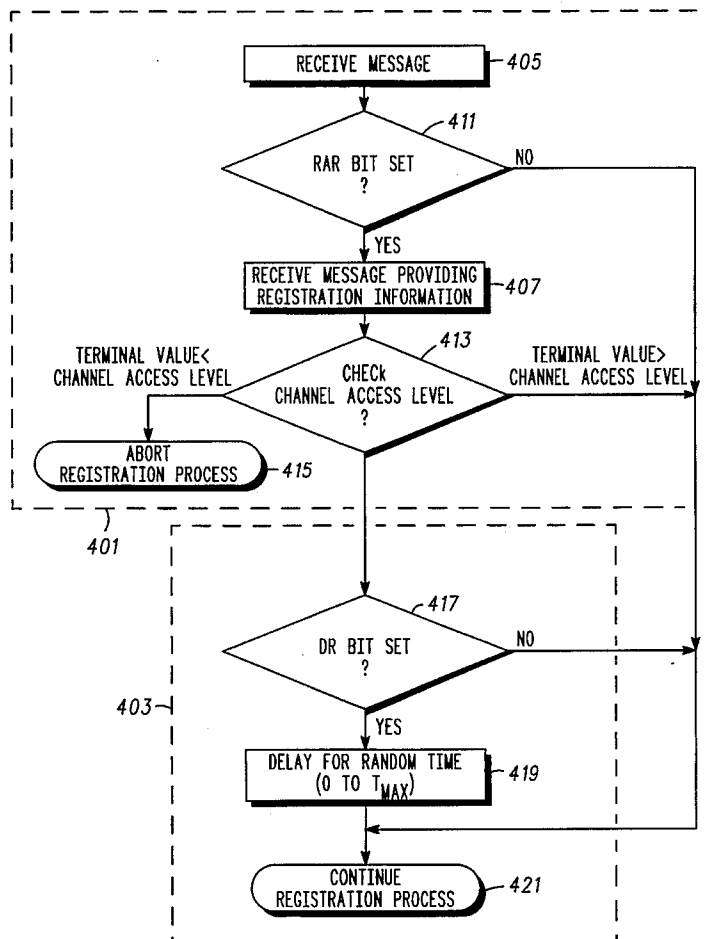 RECEIVE MESSAGE
405
411
RAR BIT SET
?
NO
YES
RECEIVE MESSAGE PROVIDING
REGISTRATION INFORMATION
407
413
TERMINAL VALUE<
CHANNEL ACCESS LEVEL
CHECK
CHANNEL ACCESS LEVEL
?
TERMINAL VALUE>
CHANNEL ACCESS LEVEL
ABORT
REGISTRATION PROCESS
415
401
417
DR BIT SET
?
NO
403
YES
DELAY FOR RANDOM TIME
(0 TO TMAX)
419
CONTINUE
REGISTRATION PROCESS
421